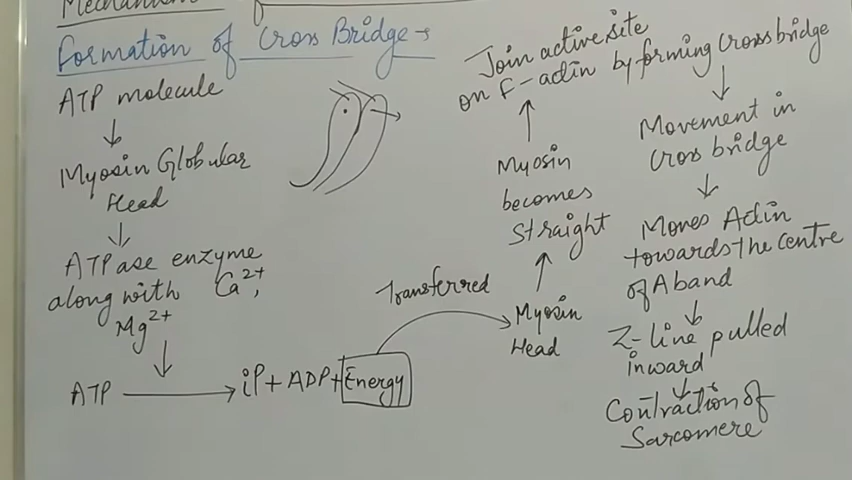 Mechanism
Formation of Cross Bridge →
ATP molecule
↓
Myosin Globular
Head
↓
ATPase enzyme
along with Ca²⁺,
Mg²⁺
↓
ATP → iP + ADP + Energy
Transferred
Myosin
Head
↑
Myosin
becomes
Straight
↑
Join active site
on F-actin by forming Cross bridge
↓
Movement in
Cross bridge
↓
Moves Actin
towards the centre
of A band
↓
Z-line pulled
inward
↓
Contraction of
Sarcomere